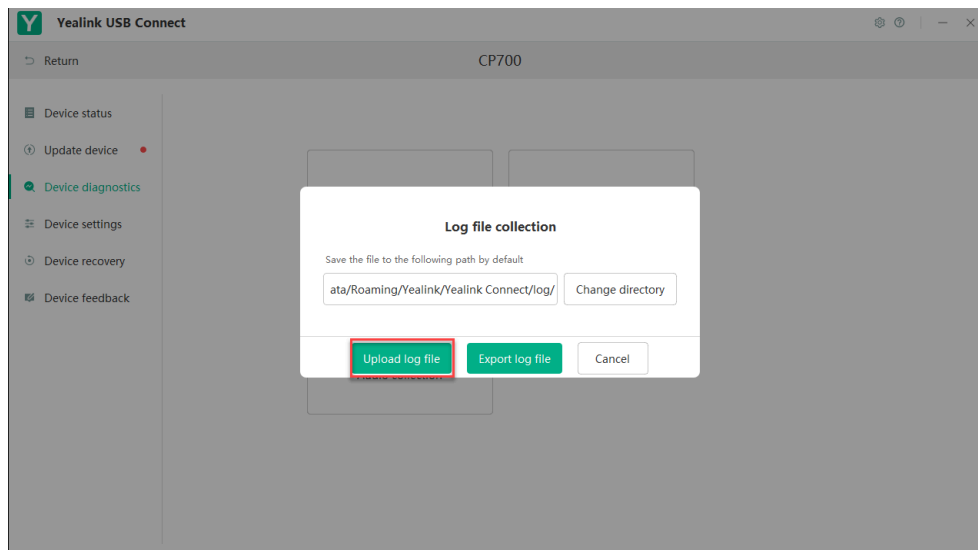 Y Yealink USB Connect
Return
CP700
Device status
Update device
Device diagnostics
Device settings
Device recovery
Device feedback
Log file collection
Save the file to the following path by default
ata/Roaming/Yealink/Yealink Connect/log/ Change directory
Upload log file Export log file Cancel
Audio collection